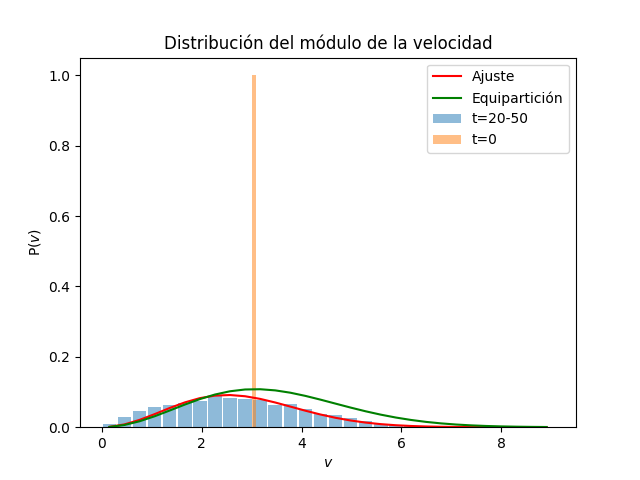 Distribución del módulo de la velocidad
1.0
0.8
0.6
0.4
0.2
0.0
P(v)
0 2 4 6 8
v
Ajuste
Equipartición
t=20-50
t=0